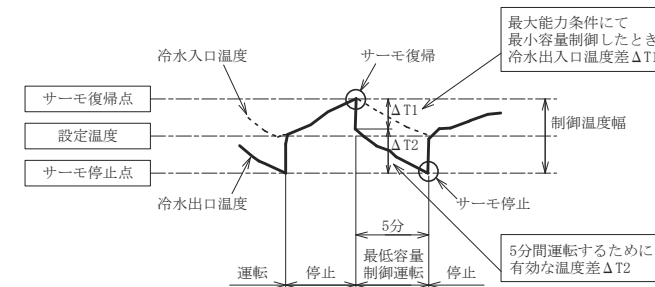 最大能力条件にて
最小容量制御したとき
冷水出入口温度差ΔT1
冷水入口温度
サーモ復帰
サーモ復帰点
設定温度
サーモ停止点
ΔT1
ΔT2
制御温度幅
冷水出口温度
サーモ停止
5分
5分間運転するために
有効な温度差ΔT2
運転
停止
最低容量
制御運転
停止